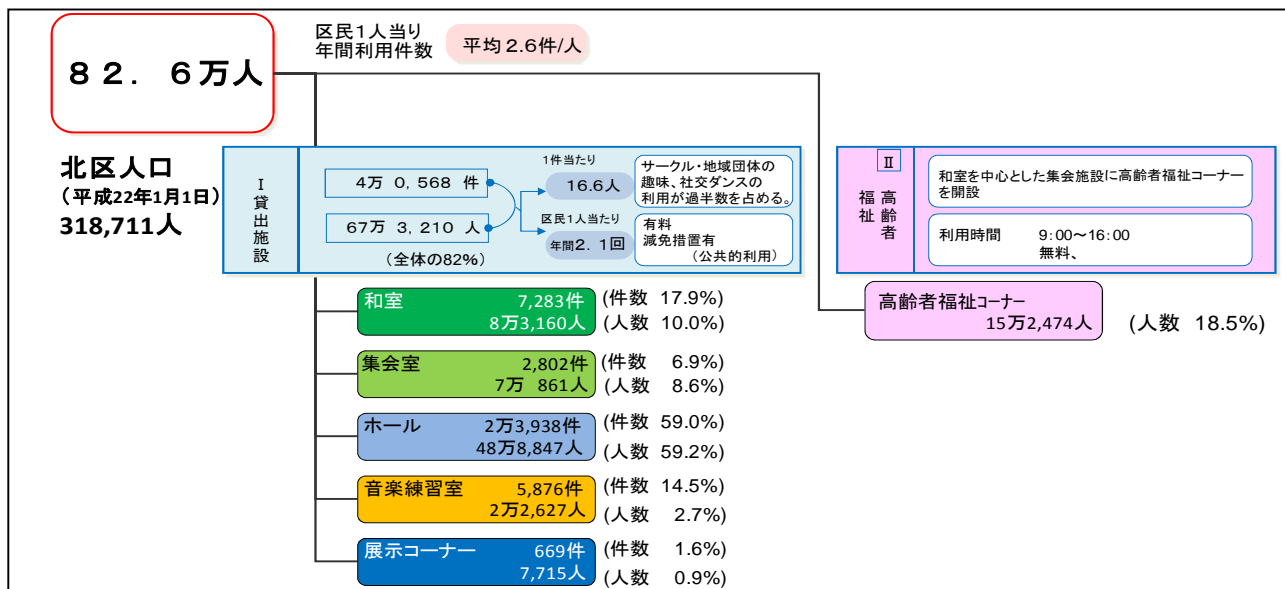 82.6万人
区民1人当り
年間利用件数
平均2.6件/人
北区人口
(平成22年1月1日)
318,711人
Ⅰ貸出施設
4万 0,568 件
67万 3,210 人
(全体の82%)
1件当たり
16.6人
区民1人当たり
年間2.1回
サークル・地域団体の
趣味、社交ダンスの
利用が過半数を占める。
有料
減免措置有
(公共的利用)
Ⅱ
高齢者
福祉
和室を中心とした集会施設に高齢者福祉コーナー
を開設
利用時間 9:00~16:00
無料、
和室 7,283件 (件数 17.9%)
8万3,160人 (人数 10.0%)
集会室 2,802件 (件数 6.9%)
7万 861人 (人数 8.6%)
ホール 2万3,938件 (件数 59.0%)
48万8,847人 (人数 59.2%)
音楽練習室 5,876件 (件数 14.5%)
2万2,627人 (人数 2.7%)
展示コーナー 669件 (件数 1.6%)
7,715人 (人数 0.9%)
高齢者福祉コーナー
15万2,474人 (人数 18.5%)